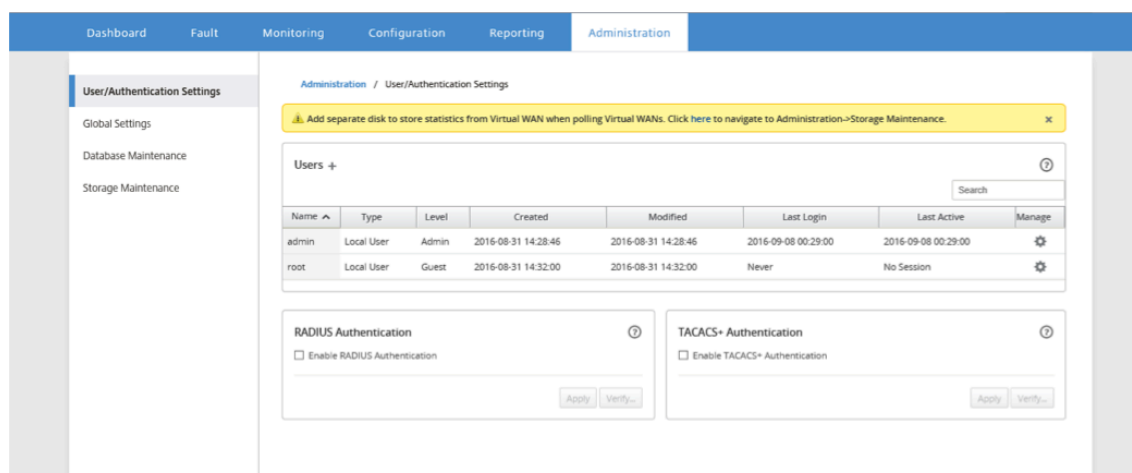 Dashboard Fault Monitoring Configuration Reporting Administration
User/Authentication Settings
Global Settings
Database Maintenance
Storage Maintenance
Administration / User/Authentication Settings
Add separate disk to store statistics from Virtual WAN when polling Virtual WANs. Click here to navigate to Administration->Storage Maintenance. ×
Users + ?
Search
Name Type Level Created Modified Last Login Last Active Manage
admin Local User Admin 2016-08-31 14:28:46 2016-08-31 14:28:46 2016-09-08 00:29:00 2016-09-08 00:29:00
root Local User Guest 2016-08-31 14:32:00 2016-08-31 14:32:00 Never No Session
RADIUS Authentication ?
Enable RADIUS Authentication
Apply Verify...
TACACS+ Authentication ?
Enable TACACS+ Authentication
Apply Verify...